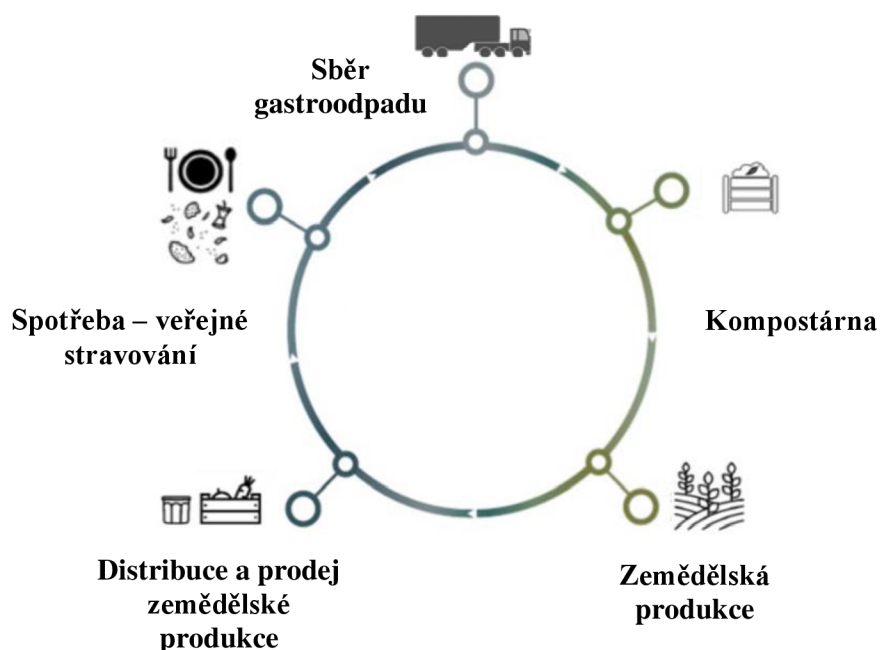 Sběr
gastroodpadu
Spotřeba – veřejné
stravování
Kompostárna
Distribuce a prodej
zemědělské
produkce
Zemědělská
produkce